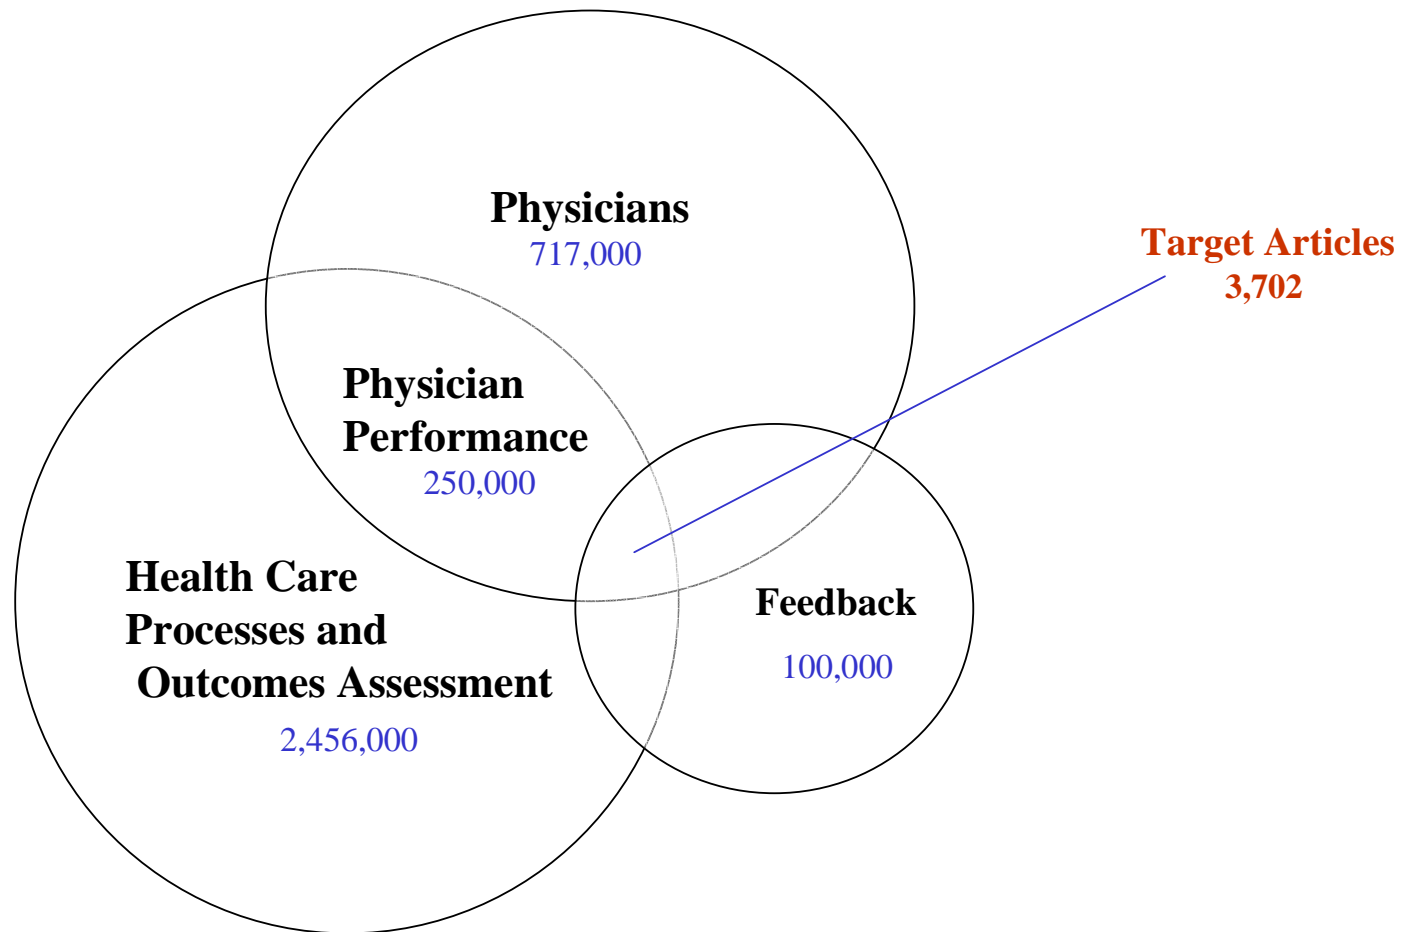 Physicians
717,000
Target Articles
3,702
Physician
Performance
250,000
Health Care
Processes and
Outcomes Assessment
2,456,000
Feedback
100,000